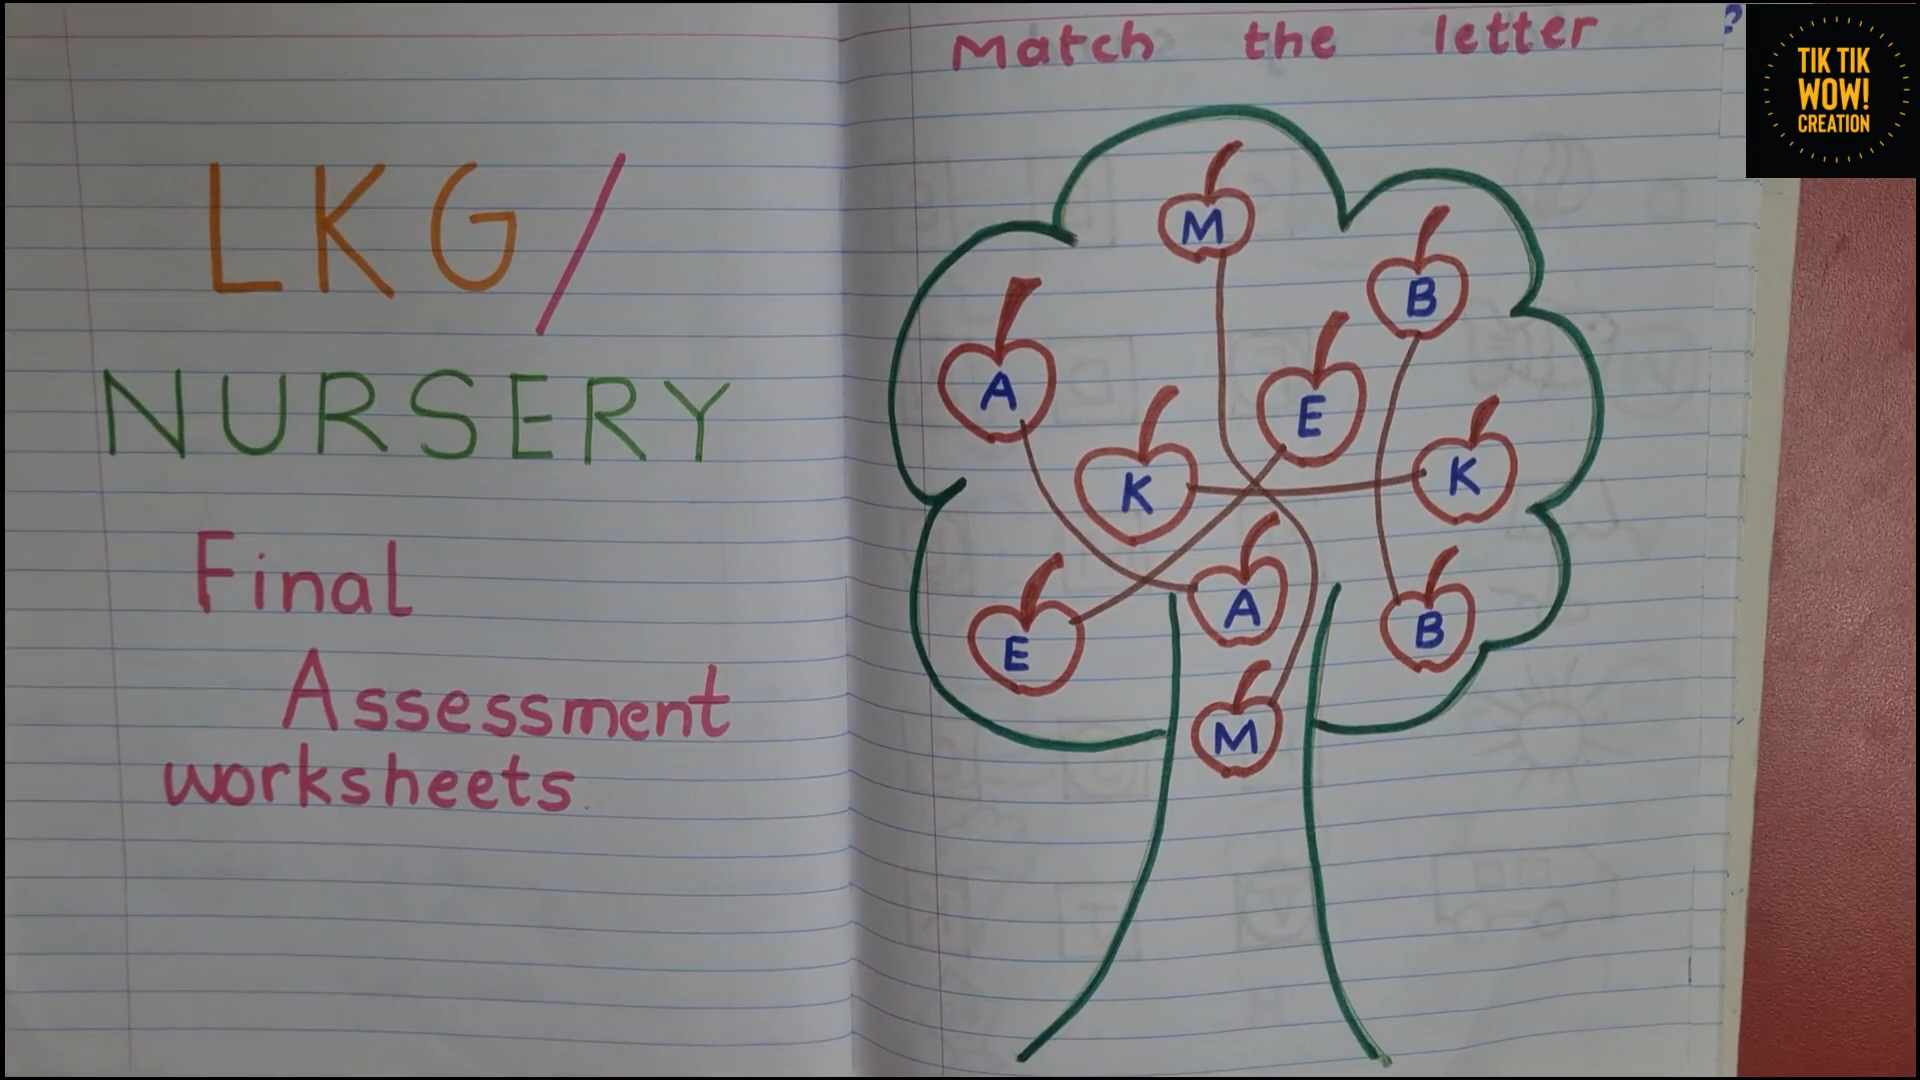 LKG/
NURSERY
Final
Assessment
worksheets
Match the letter
TIK TIK
WOW!
CREATION
M
B
A
E
K
K
A
B
E
M